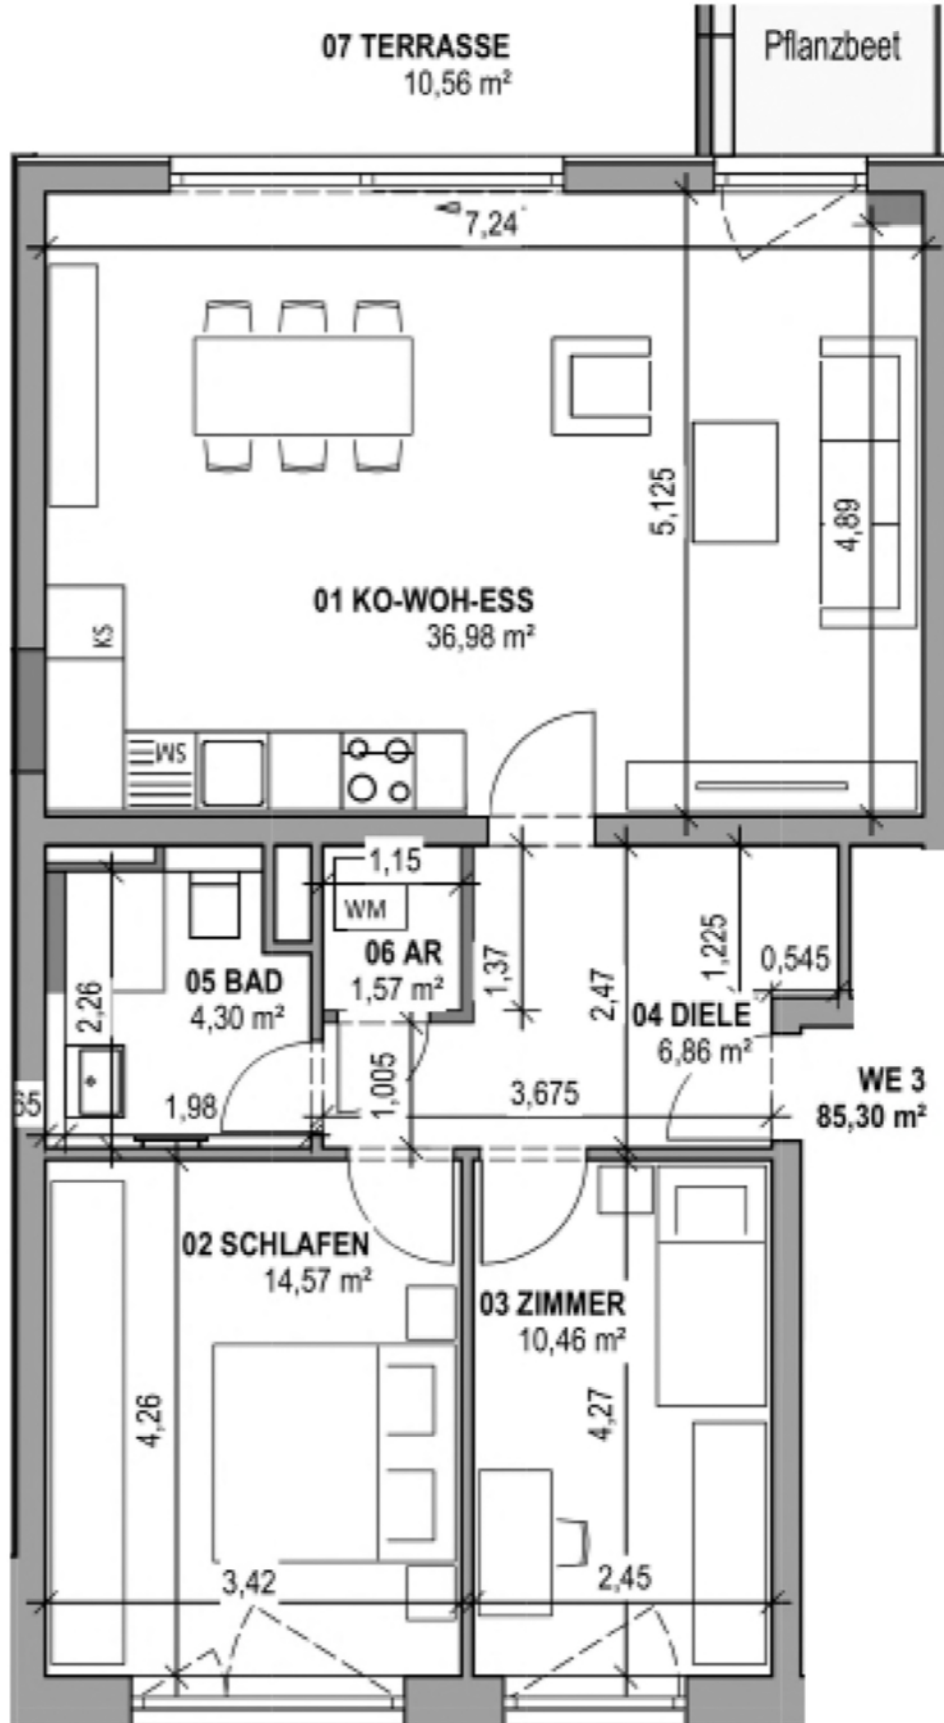 07 TERRASSE
10,56 m²
Pflanzbeet
7,24
5,125
4,89
01 KO-WOH-ESS
36,98 m²
KS
SM
1,15
WM
06 AR
1,57 m²
1,37
2,47
1,225
0,545
05 BAD
4,30 m²
2,26
04 DIELE
6,86 m²
1,005
3,675
WE 3
85,30 m²
65
1,98
02 SCHLAFEN
14,57 m²
03 ZIMMER
10,46 m²
4,26
4,27
3,42
2,45